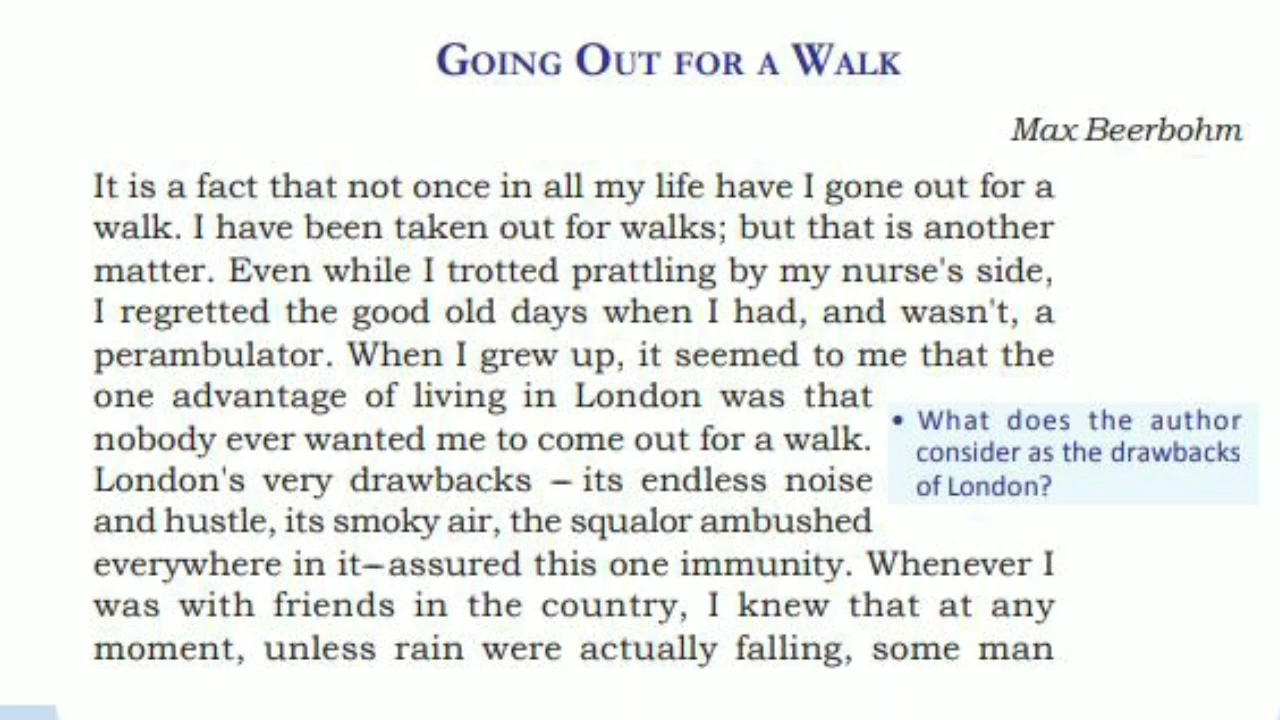 GOING OUT FOR A WALK
Max Beerbohm
It is a fact that not once in all my life have I gone out for a
walk. I have been taken out for walks; but that is another
matter. Even while I trotted prattling by my nurse's side,
I regretted the good old days when I had, and wasn't, a
perambulator. When I grew up, it seemed to me that the
one advantage of living in London was that
nobody ever wanted me to come out for a walk.
London's very drawbacks – its endless noise
and hustle, its smoky air, the squalor ambushed
everywhere in it–assured this one immunity. Whenever I
was with friends in the country, I knew that at any
moment, unless rain were actually falling, some man
• What does the author
consider as the drawbacks
of London?